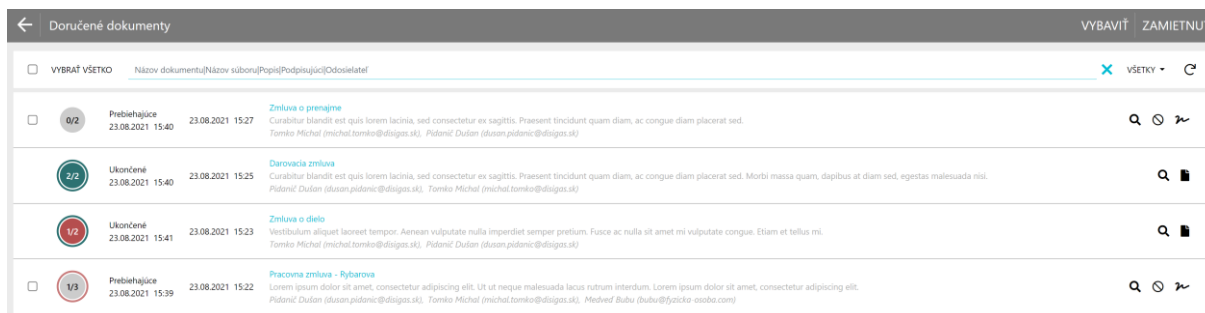 Doručené dokumenty VYBAVIŤ ZAMIETNUŤ
VYBRAŤ VŠETKO Názov dokumentu|Názov súboru|Popis|Podpisujúci|Odosielateľ VŠETKY
Zmluva o prenajme
0/2 Prebiehajúce 23.08.2021 15:40 23.08.2021 15:27 Curabitur blandit est quis lorem lacinia, sed consectetur ex sagittis. Praesent tincidunt quam diam, ac congue diam placerat sed.
Tomko Michal (michal.tomko@disigas.sk), Pidanič Dušan (dusan.pidanic@disigas.sk)
Darovacia zmluva
2/2 Ukončené 23.08.2021 15:40 23.08.2021 15:25 Curabitur blandit est quis lorem lacinia, sed consectetur ex sagittis. Praesent tincidunt quam diam, ac congue diam placerat sed. Morbi massa quam, dapibus at diam sed, egestas malesuada nisi.
Pidanič Dušan (dusan.pidanic@disigas.sk), Tomko Michal (michal.tomko@disigas.sk)
Zmluva o dielo
1/2 Ukončené 23.08.2021 15:41 23.08.2021 15:23 Vestibulum aliquet laoreet tempor. Aenean vulputate nulla imperdiet semper pretium. Fusce ac nulla sit amet mi vulputate congue. Etiam et tellus mi.
Tomko Michal (michal.tomko@disigas.sk), Pidanič Dušan (dusan.pidanic@disigas.sk)
Pracovna zmluva - Rybarova
1/3 Prebiehajúce 23.08.2021 15:39 23.08.2021 15:22 Lorem ipsum dolor sit amet, consectetur adipiscing elit. Ut ut neque malesuada lacus rutrum interdum. Lorem ipsum dolor sit amet, consectetur adipiscing elit.
Pidanič Dušan (dusan.pidanic@disigas.sk), Tomko Michal (michal.tomko@disigas.sk), Medved Bubu (bubu@fyzicka-osoba.com)